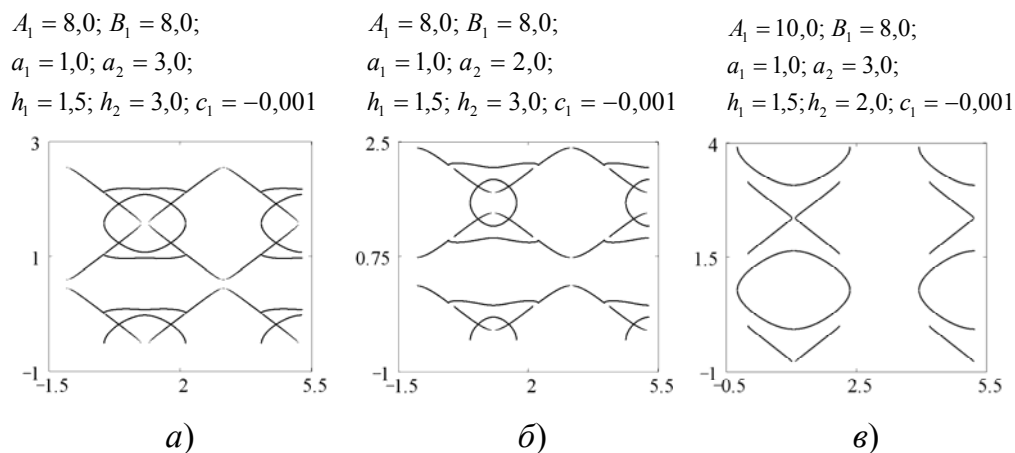 A₁ = 8,0; B₁ = 8,0;
a₁ = 1,0; a₂ = 3,0;
h₁ = 1,5; h₂ = 3,0; c₁ = −0,001
A₁ = 8,0; B₁ = 8,0;
a₁ = 1,0; a₂ = 2,0;
h₁ = 1,5; h₂ = 3,0; c₁ = −0,001
A₁ = 10,0; B₁ = 8,0;
a₁ = 1,0; a₂ = 3,0;
h₁ = 1,5; h₂ = 2,0; c₁ = −0,001
3
1
−1
−1.5 2 5.5
2.5
0.75
−1
−1.5 2 5.5
4
1.5
−1
−0.5 2.5 5.5
а) б) в)